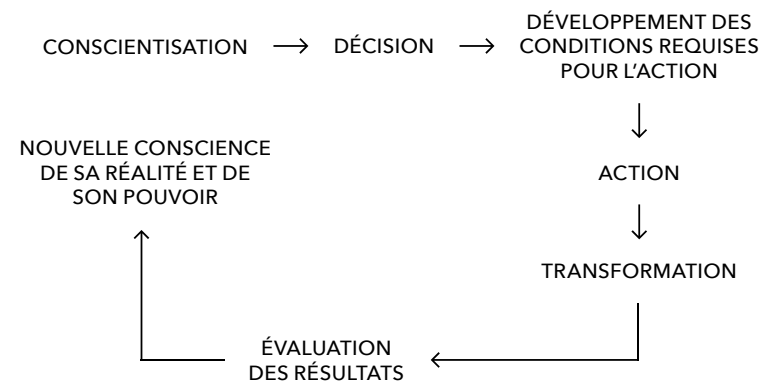 CONSCIENTISATION
DÉCISION
DÉVELOPPEMENT DES
CONDITIONS REQUISES
POUR L'ACTION
ACTION
TRANSFORMATION
ÉVALUATION
DES RÉSULTATS
NOUVELLE CONSCIENCE
DE SA RÉALITÉ ET DE
SON POUVOIR